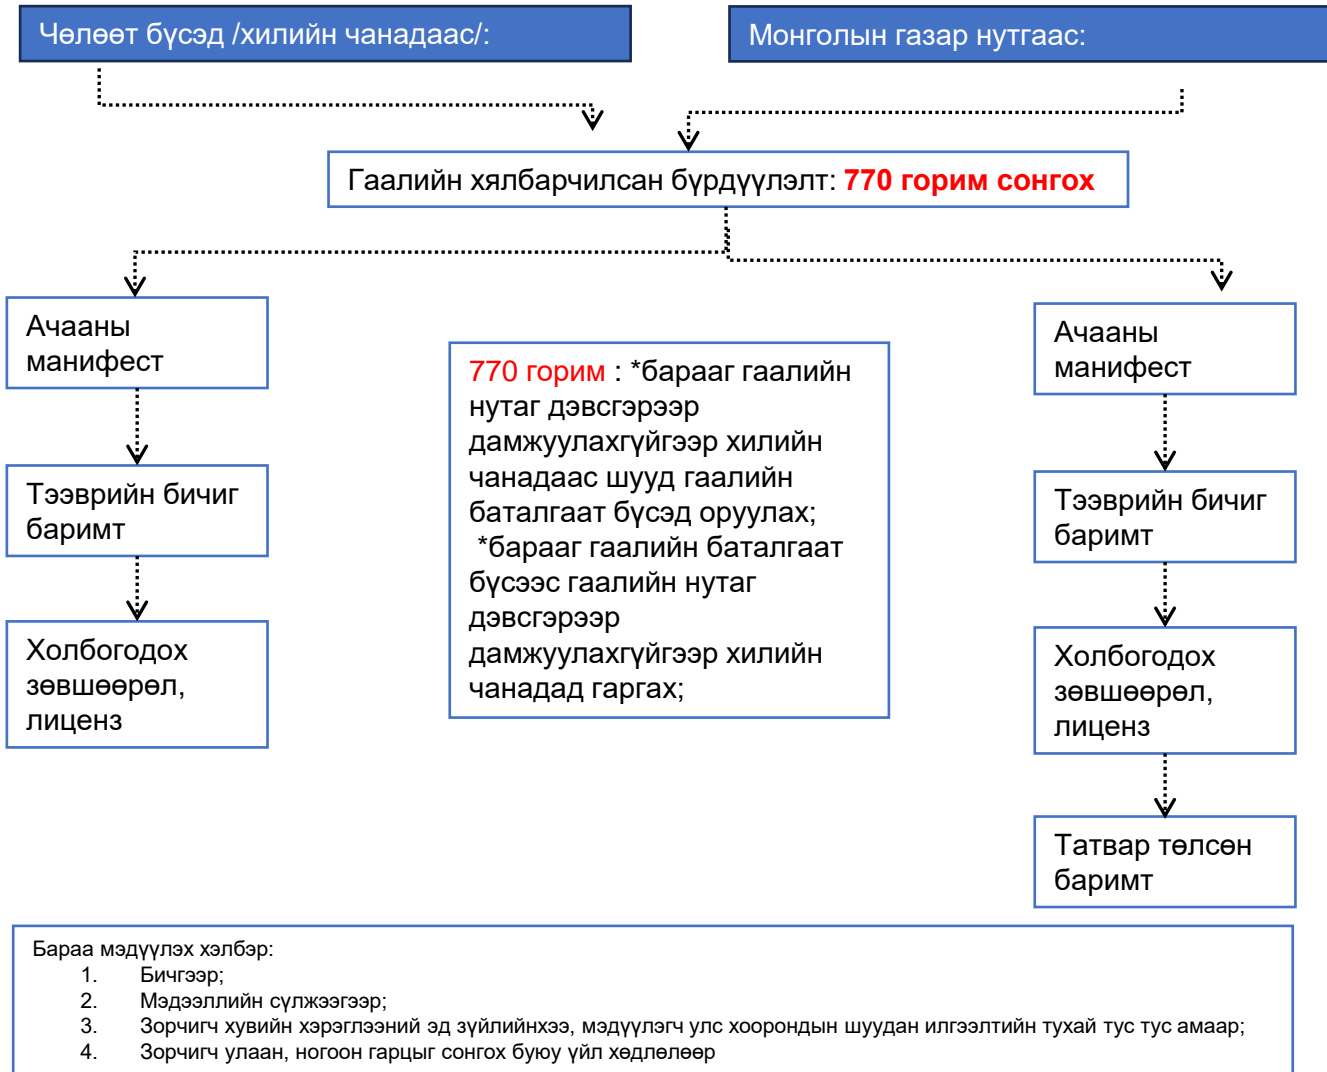 Чөлөөт бүсэд /хилийн чанадаас/:
Монголын газар нутгаас:
Гаалийн хялбарчилсан бүрдүүлэлт: 770 горим сонгох
Ачааны
манифест
Тээврийн бичиг
баримт
Холбогодох
зөвшөөрөл,
лиценз
770 горим : *барааг гаалийн
нутаг дэвсгэрээр
дамжуулахгүйгээр хилийн
чанадаас шууд гаалийн
баталгаат бүсэд оруулах;
*барааг гаалийн баталгаат
бүсээс гаалийн нутаг
дэвсгэрээр
дамжуулахгүйгээр хилийн
чанадад гаргах;
Ачааны
манифест
Тээврийн бичиг
баримт
Холбогодох
зөвшөөрөл,
лиценз
Татвар төлсөн
баримт
Бараа мэдүүлэх хэлбэр:
1. Бичгээр;
2. Мэдээллийн сүлжээгээр;
3. Зорчигч хувийн хэрэглээний эд зүйлийнхээ, мэдүүлэгч улс хоорондын шуудан илгээлтийн тухай тус тус амаар;
4. Зорчигч улаан, ногоон гарцыг сонгох буюу үйл хөдлөлөөр